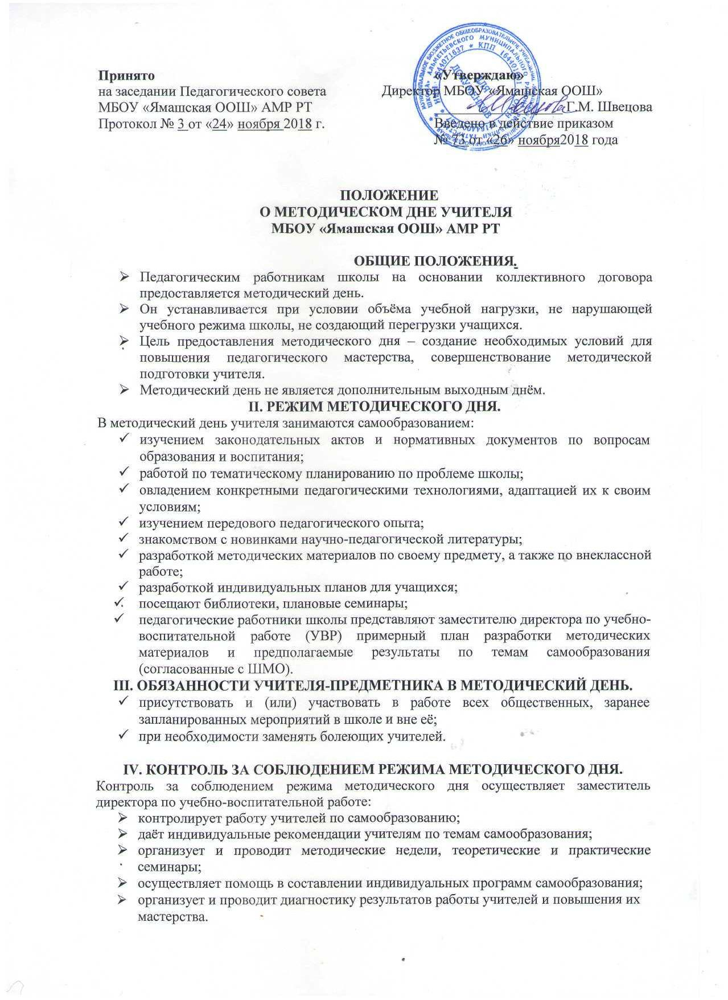 Принято
на заседании Педагогического совета
МБОУ «Ямашская ООШ» АМР РТ
Протокол № 3 от «24» ноября 2018 г.
«Утверждаю»
Директор МБОУ «Ямашская ООШ»
Г.М. Швецова
Введено в действие приказом
№ 73 от «26» ноября2018 года
МУНИЦИПАЛЬНОЕ БЮДЖЕТНОЕ ОБЩЕОБРАЗОВАТЕЛЬНОЕ УЧРЕЖДЕНИЕ
ШКОЛА» АЛЬМЕТЬЕВСКОГО МУНИЦИПАЛЬНОГО РАЙОНА
ДЛЯ
ДОКУМЕНТОВ
ПОЛОЖЕНИЕ
О МЕТОДИЧЕСКОМ ДНЕ УЧИТЕЛЯ
МБОУ «Ямашская ООШ» АМР РТ
ОБЩИЕ ПОЛОЖЕНИЯ.
➢ Педагогическим работникам школы на основании коллективного договора
предоставляется методический день.
➢ Он устанавливается при условии объёма учебной нагрузки, не нарушающей
учебного режима школы, не создающий перегрузки учащихся.
➢ Цель предоставления методического дня – создание необходимых условий для
повышения педагогического мастерства, совершенствование методической
подготовки учителя.
➢ Методический день не является дополнительным выходным днём.
II. РЕЖИМ МЕТОДИЧЕСКОГО ДНЯ.
В методический день учителя занимаются самообразованием:
✓ изучением законодательных актов и нормативных документов по вопросам
образования и воспитания;
✓ работой по тематическому планированию по проблеме школы;
✓ овладением конкретными педагогическими технологиями, адаптацией их к своим
условиям;
✓ изучением передового педагогического опыта;
✓ знакомством с новинками научно-педагогической литературы;
✓ разработкой методических материалов по своему предмету, а также по внеклассной
работе;
✓ разработкой индивидуальных планов для учащихся;
✓ посещают библиотеки, плановые семинары;
✓ педагогические работники школы представляют заместителю директора по учебно-
воспитательной работе (УВР) примерный план разработки методических
материалов и предполагаемые результаты по темам самообразования
(согласованные с ШМО).
III. ОБЯЗАННОСТИ УЧИТЕЛЯ-ПРЕДМЕТНИКА В МЕТОДИЧЕСКИЙ ДЕНЬ.
✓ присутствовать и (или) участвовать в работе всех общественных, заранее
запланированных мероприятий в школе и вне её;
✓ при необходимости заменять болеющих учителей.
IV. КОНТРОЛЬ ЗА СОБЛЮДЕНИЕМ РЕЖИМА МЕТОДИЧЕСКОГО ДНЯ.
Контроль за соблюдением режима методического дня осуществляет заместитель
директора по учебно-воспитательной работе:
➢ контролирует работу учителей по самообразованию;
➢ даёт индивидуальные рекомендации учителям по темам самообразования;
➢ организует и проводит методические недели, теоретические и практические
семинары;
➢ осуществляет помощь в составлении индивидуальных программ самообразования;
➢ организует и проводит диагностику результатов работы учителей и повышения их
мастерства.